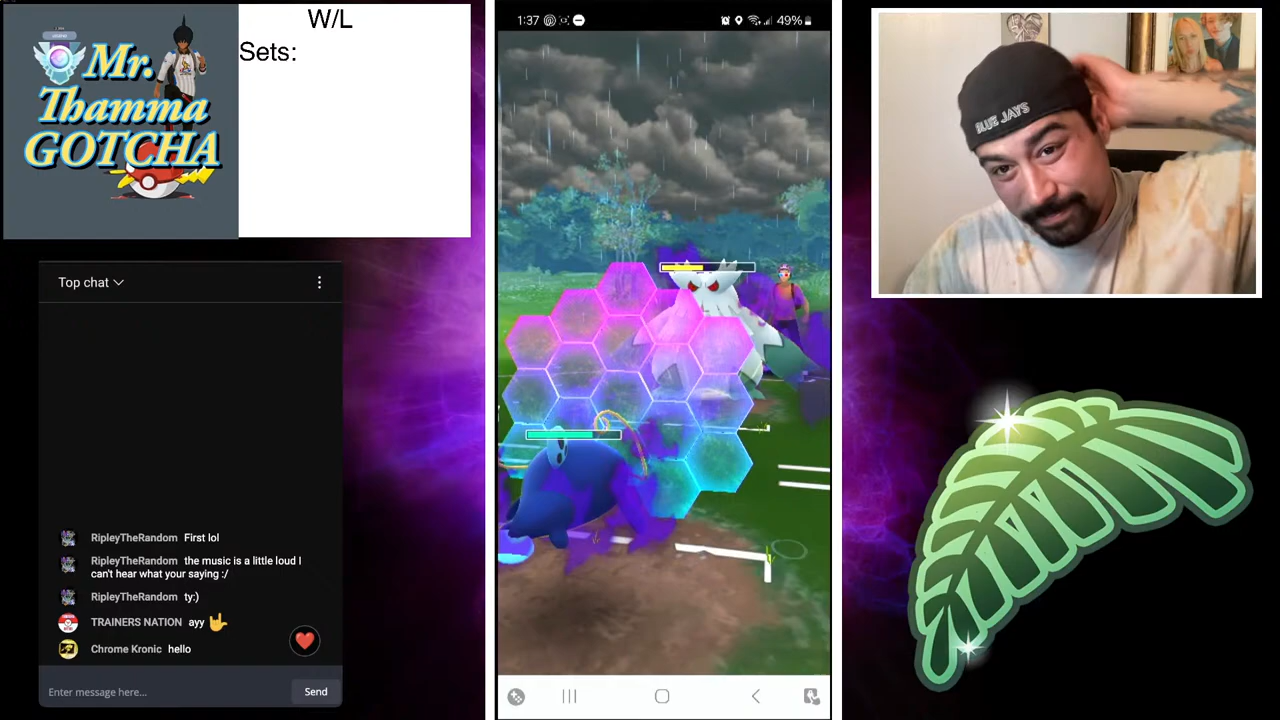 W/L
Sets:
Mr.
Thamma
GOTCHA
1:37
49%
BLUE JAYS
Top chat
RipleyTheRandom First lol
RipleyTheRandom the music is a little loud I
can't hear what your saying :/
RipleyTheRandom ty:)
TRAINERS NATION ayy
Chrome Kronic hello
Enter message here...
Send